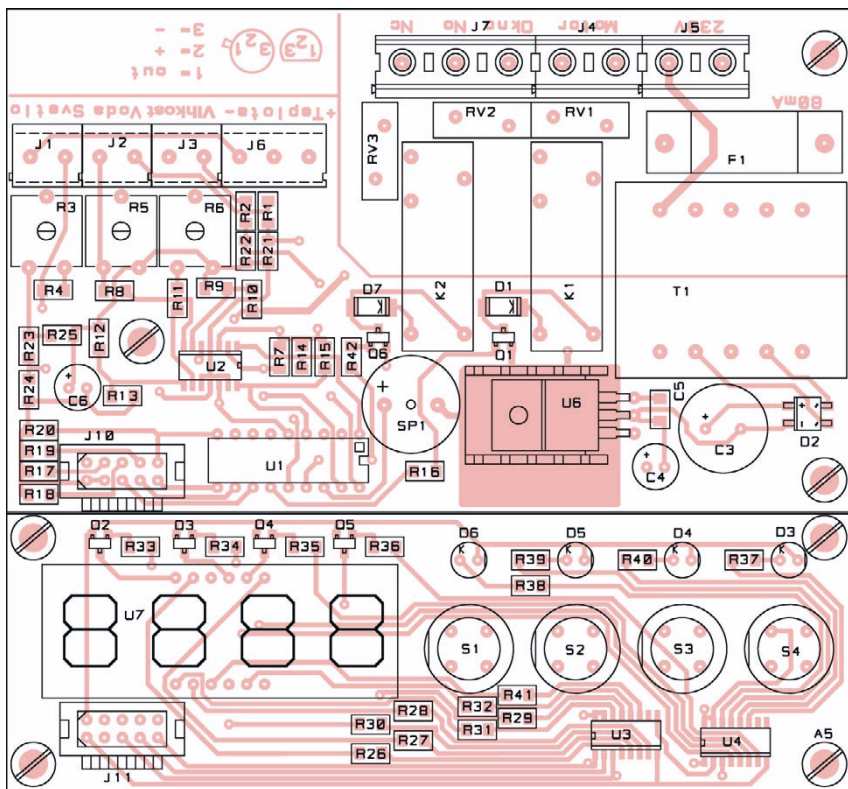 3= -
2= +
1= out
321
123
Nc
No
J7
Motor
J4
J5
230V
80mA
+Teplota- Vlhkost Voda Svetlo
J1 J2 J3 J6
RV3 RV2 RV1
F1
R3 R5 R6 R2 R1
R22 R21
R4 R8 R11 R9 R10
D7 K2 D1 K1 T1
R23 R25 R12
U2 R7 R14 R15 R42 Q6 Q1
R24 C6 + R13
+ SP1 U6 C5 + C3 + - D2
R20 J10
R19
R17 U1 R16 + C4
R18
Q2 R33 Q3 R34 Q4 R35 Q5 R36 D6 D5 D4 D3
K R39 K R40 K R37 K
R38
U7 S1 S2 S3 S4
R41
R28 R32 R29
R30 R31
R27 U3 U4 A5
R26
J11